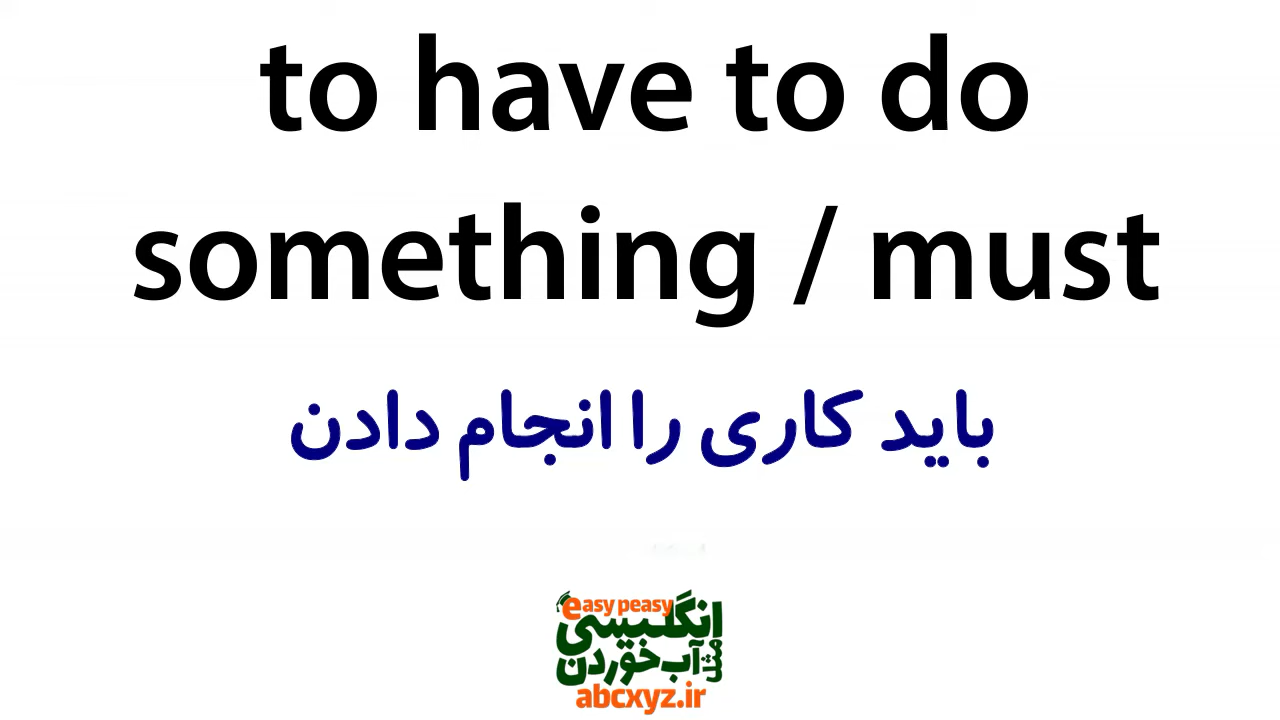 to have to do
something / must
باید کاری را انجام دادن
easy peasy
انگلیسی
مثل آب خوردن
abcxyz.ir